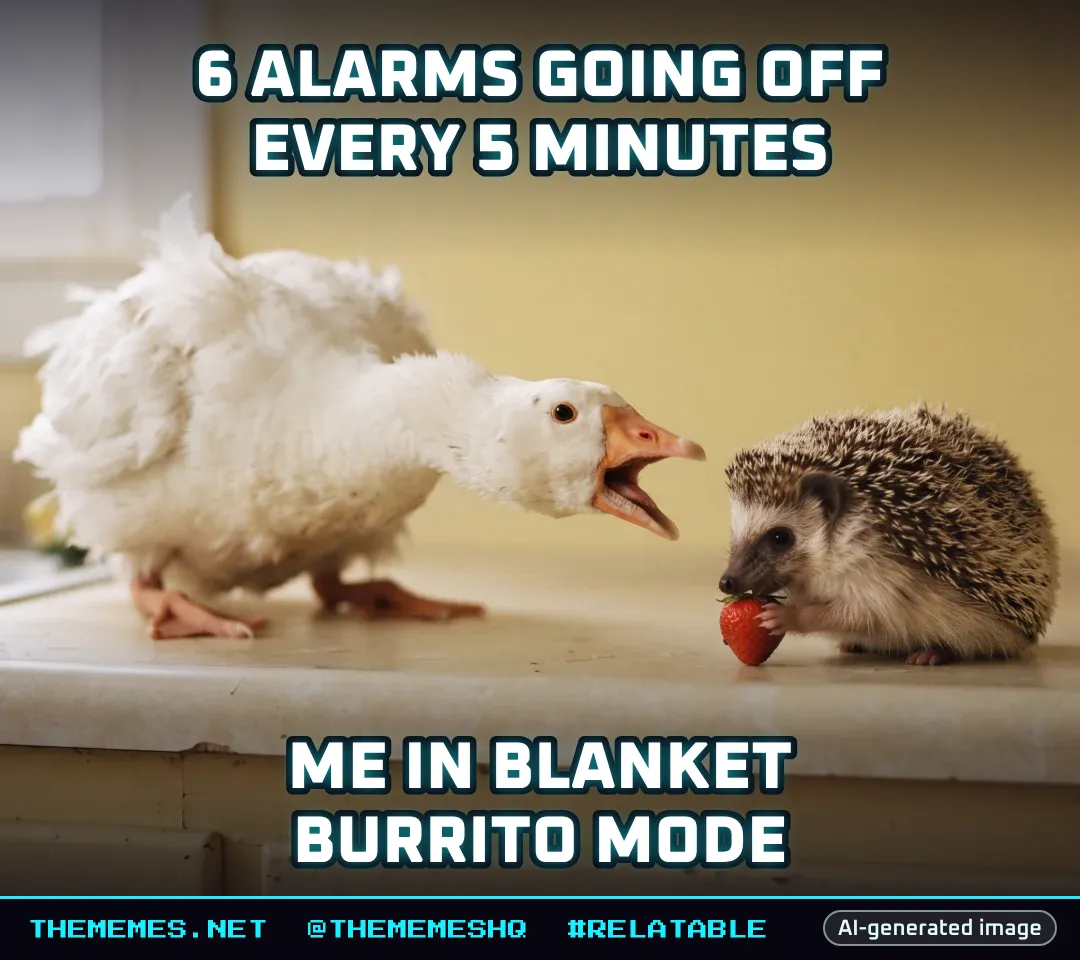 6 ALARMS GOING OFF
EVERY 5 MINUTES
ME IN BLANKET
BURRITO MODE
THEMEMES.NET @THEMEMESHQ #RELATABLE AI-generated image